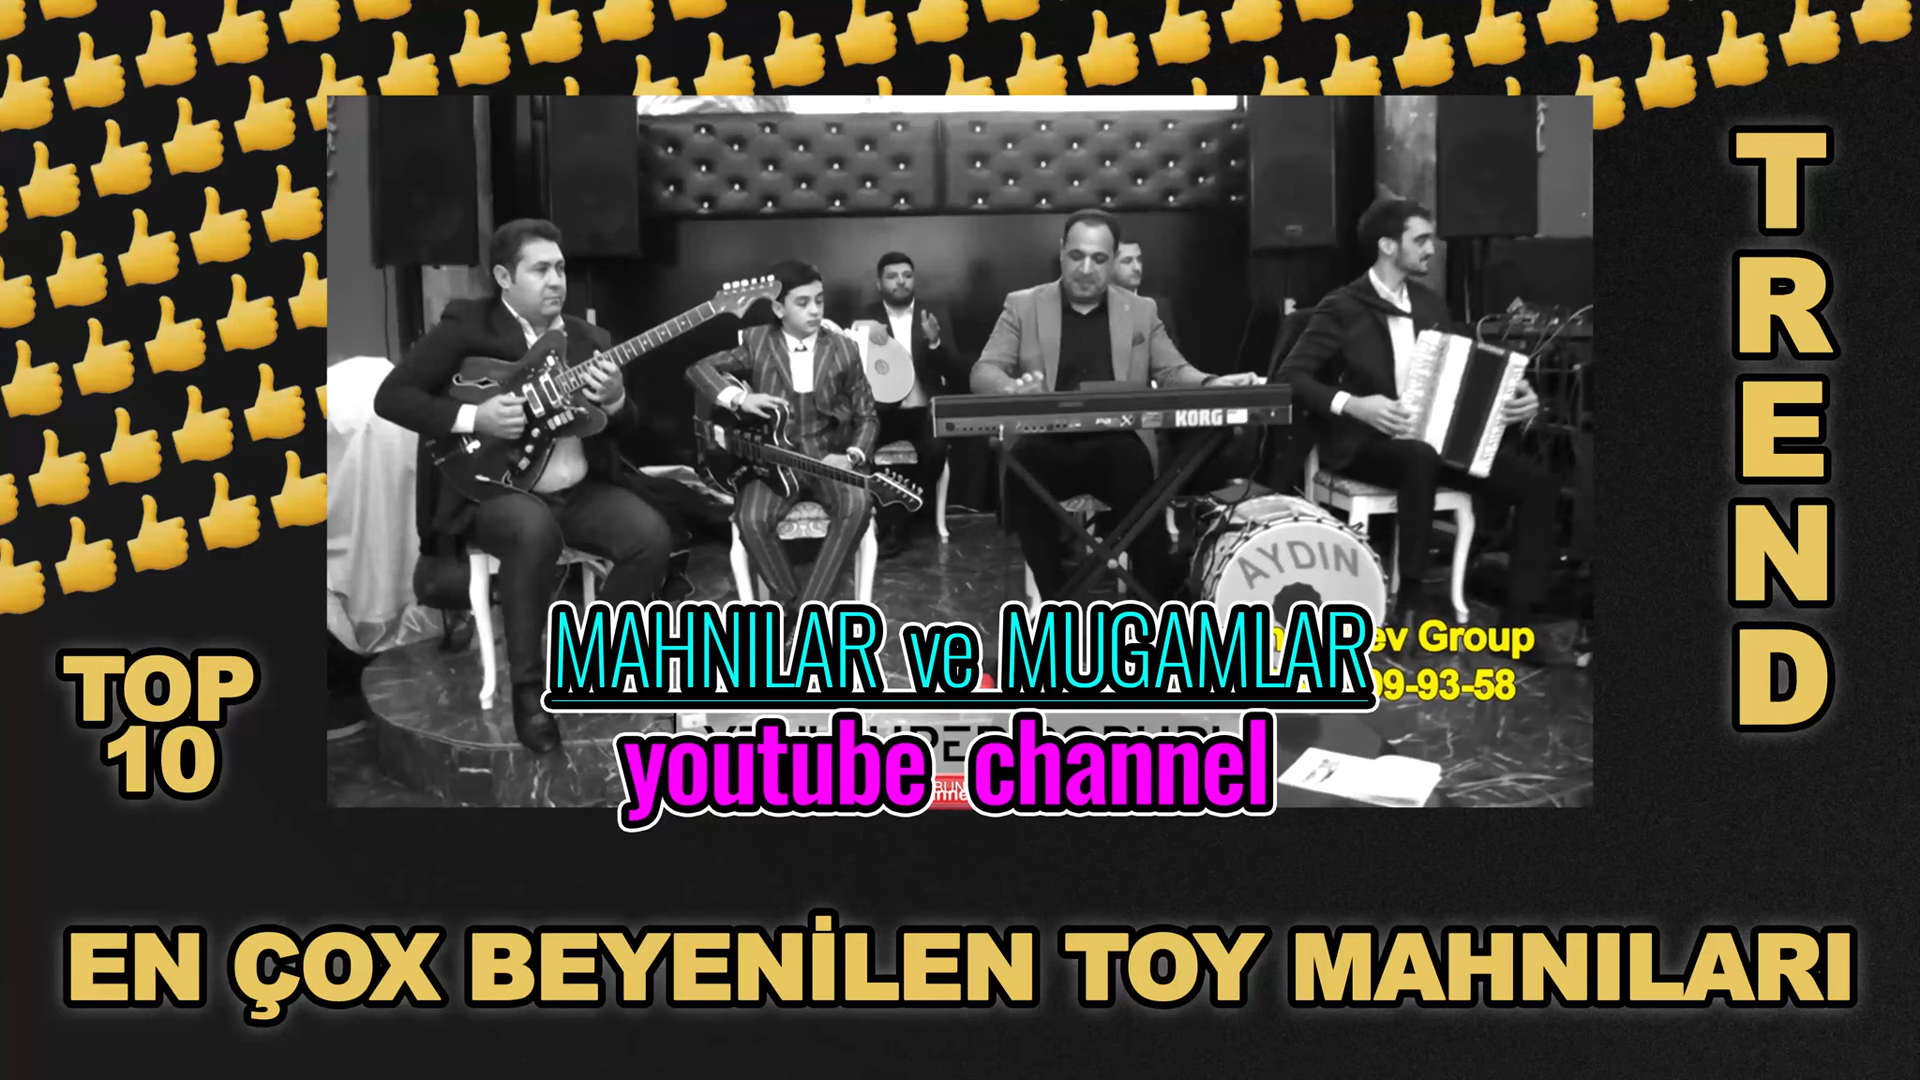 TREND
AYDIN
KORG
MAHNILAR ve MUGAMLAR
ev Group
09-93-58
youtube channel
TOP
10
EN ÇOX BEYENİLEN TOY MAHNILARI